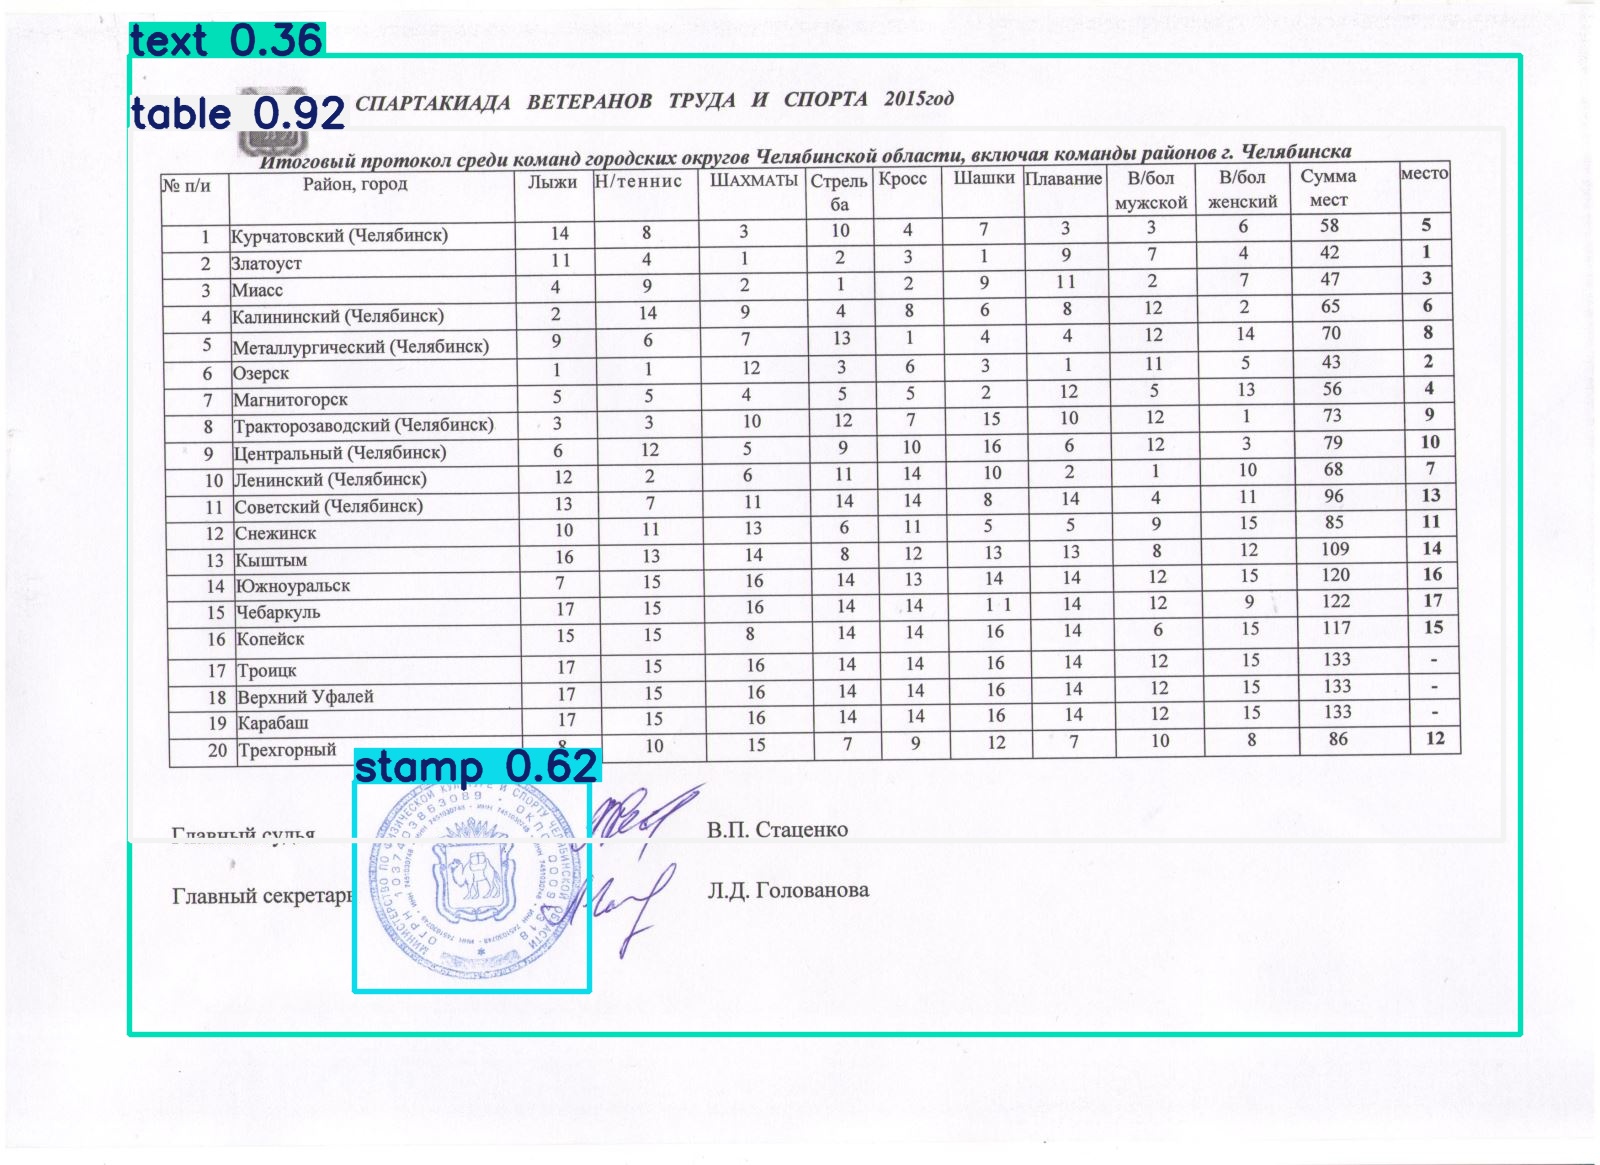 text 0.36
table 0.92
СПАРТАКИАДА ВЕТЕРАНОВ ТРУДА И СПОРТА 2015год
Итоговый протокол среди команд городских округов Челябинской области, включая команды районов г. Челябинска
№ п/и Район, город Лыжи Н/теннис ШАХМАТЫ Стрель ба Кросс Шашки Плавание В/бол мужской В/бол женский Сумма мест место
1 Курчатовский (Челябинск) 14 8 3 10 4 7 3 3 6 58 5
2 Златоуст 11 4 1 2 3 1 9 7 4 42 1
3 Миасс 4 9 2 1 2 9 11 2 7 47 3
4 Калининский (Челябинск) 2 14 9 4 8 6 8 12 2 65 6
5 Металлургический (Челябинск) 9 6 7 13 1 4 4 12 14 70 8
6 Озерск 1 1 12 3 6 3 1 11 5 43 2
7 Магнитогорск 5 5 4 5 5 2 12 5 13 56 4
8 Тракторозаводский (Челябинск) 3 3 10 12 7 15 10 12 1 73 9
9 Центральный (Челябинск) 6 12 5 9 10 16 6 12 3 79 10
10 Ленинский (Челябинск) 12 2 6 11 14 10 2 1 10 68 7
11 Советский (Челябинск) 13 7 11 14 14 8 14 4 11 96 13
12 Снежинск 10 11 13 6 11 5 5 9 15 85 11
13 Кыштым 16 13 14 8 12 13 13 8 12 109 14
14 Южноуральск 7 15 16 14 13 14 14 12 15 120 16
15 Чебаркуль 17 15 16 14 14 1 1 14 12 9 122 17
16 Копейск 15 15 8 14 14 16 14 6 15 117 15
17 Троицк 17 15 16 14 14 16 14 12 15 133 -
18 Верхний Уфалей 17 15 16 14 14 16 14 12 15 133 -
19 Карабаш 17 15 16 14 14 16 14 12 15 133 -
20 Трехгорный 8 10 15 7 9 12 7 10 8 86 12
stamp 0.62
Главный судья В.П. Стаценко
Главный секретарь Л.Д. Голованова
МИНИСТЕРСТВО ПО ФИЗИЧЕСКОЙ КУЛЬТУРЕ И СПОРТУ ЧЕЛЯБИНСКОЙ ОБЛАСТИ
ОГРН 1037403863089
ИНН 7451030748